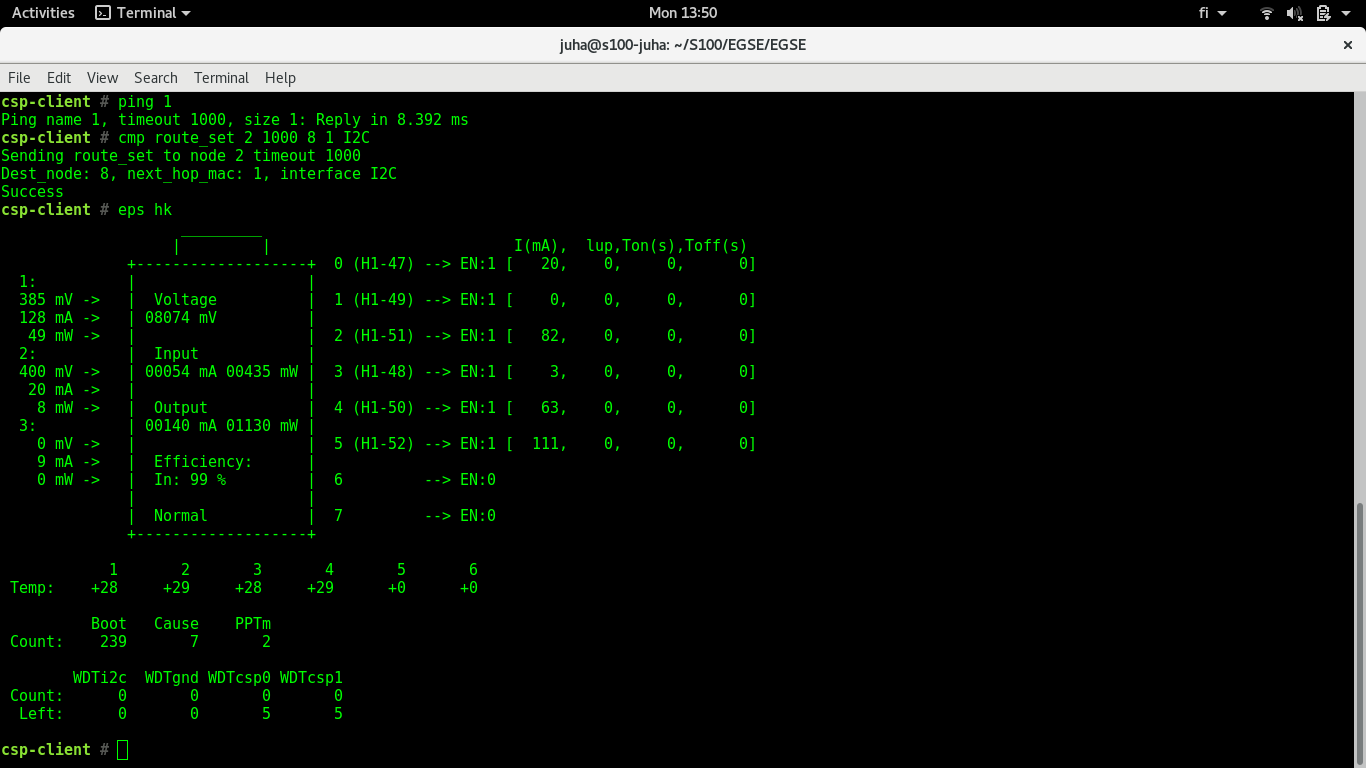 Activities Terminal Mon 13:50 fi
juha@s100-juha: ~/S100/EGSE/EGSE ×
File Edit View Search Terminal Help
csp-client # ping 1
Ping name 1, timeout 1000, size 1: Reply in 8.392 ms
csp-client # cmp route_set 2 1000 8 1 I2C
Sending route_set to node 2 timeout 1000
Dest_node: 8, next_hop_mac: 1, interface I2C
Success
csp-client # eps hk
                    _________
                   |         |                           I(mA),  lup,Ton(s),Toff(s)
              +-------------------+  0 (H1-47) --> EN:1 [   20,    0,     0,      0]
  1:          |                   |
  385 mV ->   |  Voltage          |  1 (H1-49) --> EN:1 [    0,    0,     0,      0]
  128 mA ->   | 08074 mV          |
   49 mW ->   |                   |  2 (H1-51) --> EN:1 [   82,    0,     0,      0]
  2:          |  Input            |
  400 mV ->   | 00054 mA 00435 mW |  3 (H1-48) --> EN:1 [    3,    0,     0,      0]
   20 mA ->   |                   |
    8 mW ->   |  Output           |  4 (H1-50) --> EN:1 [   63,    0,     0,      0]
  3:          | 00140 mA 01130 mW |
    0 mV ->   |                   |  5 (H1-52) --> EN:1 [  111,    0,     0,      0]
    9 mA ->   |  Efficiency:      |
    0 mW ->   |  In: 99 %         |  6         --> EN:0
              |                   |
              |  Normal           |  7         --> EN:0
              +-------------------+
            1       2       3       4       5       6
 Temp:    +28     +29     +28     +29      +0      +0
          Boot   Cause    PPTm
 Count:    239       7       2
        WDTi2c  WDTgnd WDTcsp0 WDTcsp1
 Count:      0       0       0       0
  Left:      0       0       5       5
csp-client #